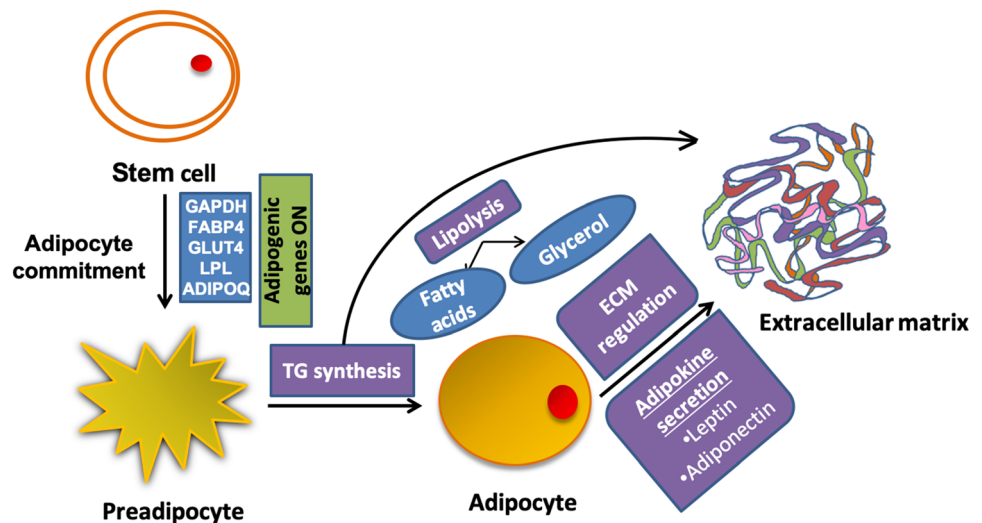 Stem cell
Adipocyte
commitment
GAPDH
FABP4
GLUT4
LPL
ADIPOQ
Adipogenic
genes ON
Preadipocyte
TG synthesis
Lipolysis
Glycerol
Fatty
acids
Adipocyte
ECM
regulation
Adipokine
secretion
•Leptin
•Adiponectin
Extracellular matrix